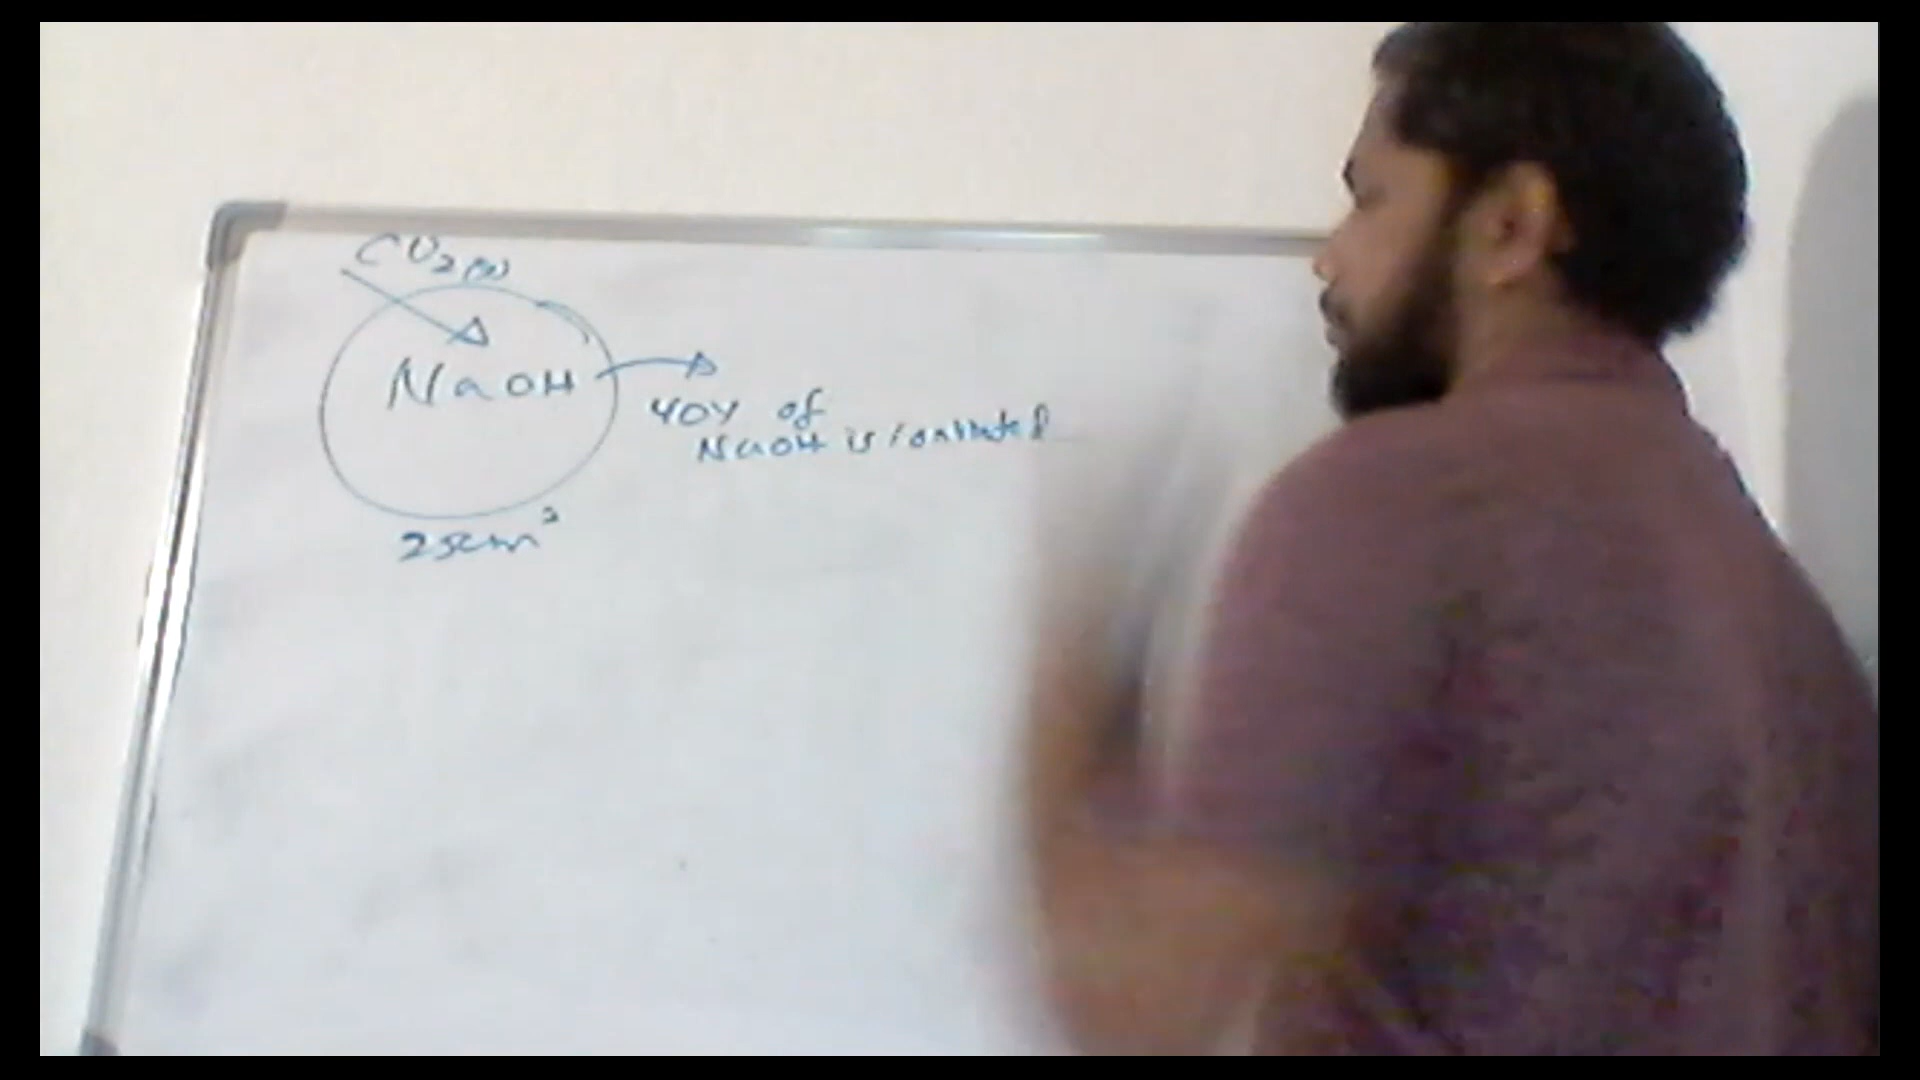 CO₂(g)
NaOH
40% of
NaOH is
25cm³